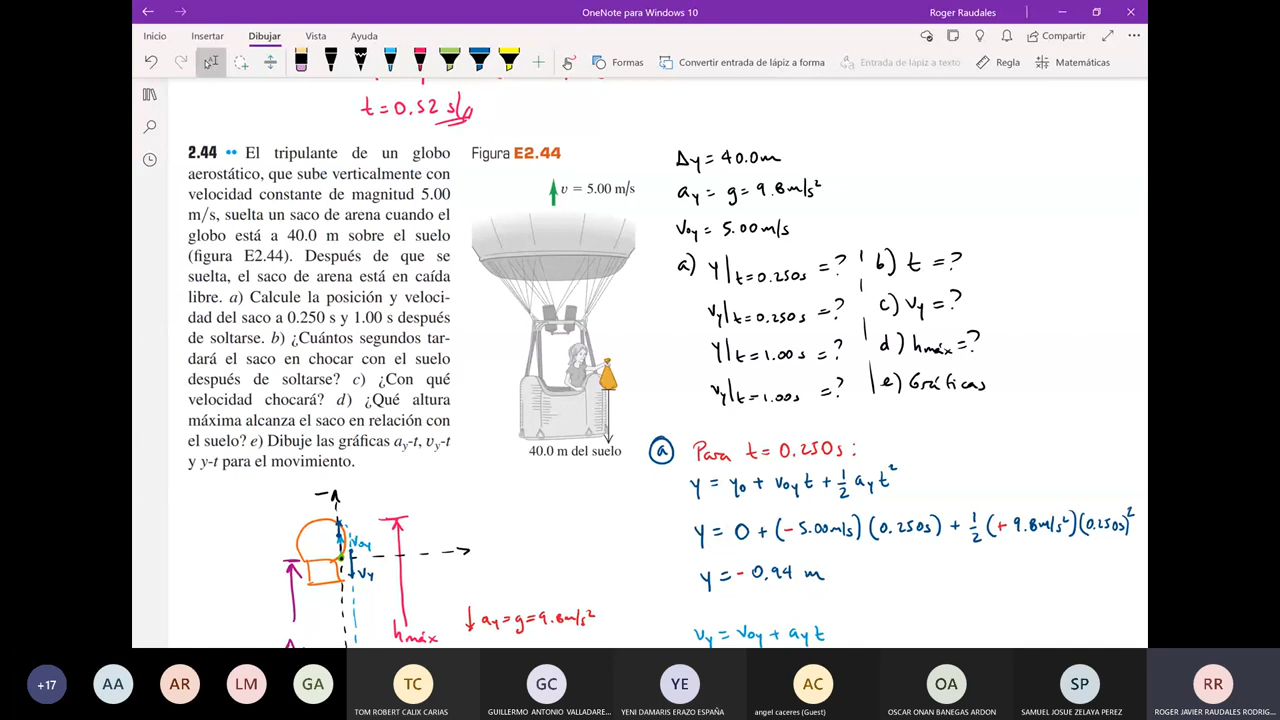 OneNote para Windows 10
Roger Raudales
Inicio
Insertar
Dibujar
Vista
Ayuda
Compartir
Formas
Convertir entrada de lápiz a forma
Entrada de lápiz a texto
Regla
Matemáticas
t = 0.52 s
2.44 •• El tripulante de un globo
aerostático, que sube verticalmente con
velocidad constante de magnitud 5.00
m/s, suelta un saco de arena cuando el
globo está a 40.0 m sobre el suelo
(figura E2.44). Después de que se
suelta, el saco de arena está en caída
libre. a) Calcule la posición y veloci-
dad del saco a 0.250 s y 1.00 s después
de soltarse. b) ¿Cuántos segundos tar-
dará el saco en chocar con el suelo
después de soltarse? c) ¿Con qué
velocidad chocará? d) ¿Qué altura
máxima alcanza el saco en relación con
el suelo? e) Dibuje las gráficas ay-t, vy-t
y y-t para el movimiento.
Figura E2.44
v = 5.00 m/s
40.0 m del suelo
Δy = 40.0m
ay = g = 9.8m/s²
voy = 5.00m/s
a) y|t=0.250s = ?
vy|t=0.250s = ?
y|t=1.00s = ?
vy|t=1.00s = ?
b) t = ?
c) vy = ?
d) hmáx = ?
e) Gráficas
a Para t = 0.250s:
y = y0 + voy t + 1/2 ay t²
y = 0 + (-5.00m/s)(0.250s) + 1/2 (+9.8m/s²)(0.250s)²
y = -0.94 m
vy = voy + ay t
-
voy
vy
hmáx
↓ ay = g = 9.8m/s²
+17
AA
AR
LM
GA
TC
TOM ROBERT CALIX CARIAS
GC
GUILLERMO ANTONIO VALLADARE...
YE
YENI DAMARIS ERAZO ESPAÑA
AC
angel caceres (Guest)
OA
OSCAR ONAN BANEGAS ARDON
SP
SAMUEL JOSUE ZELAYA PEREZ
RR
ROGER JAVIER RAUDALES RODRIG...